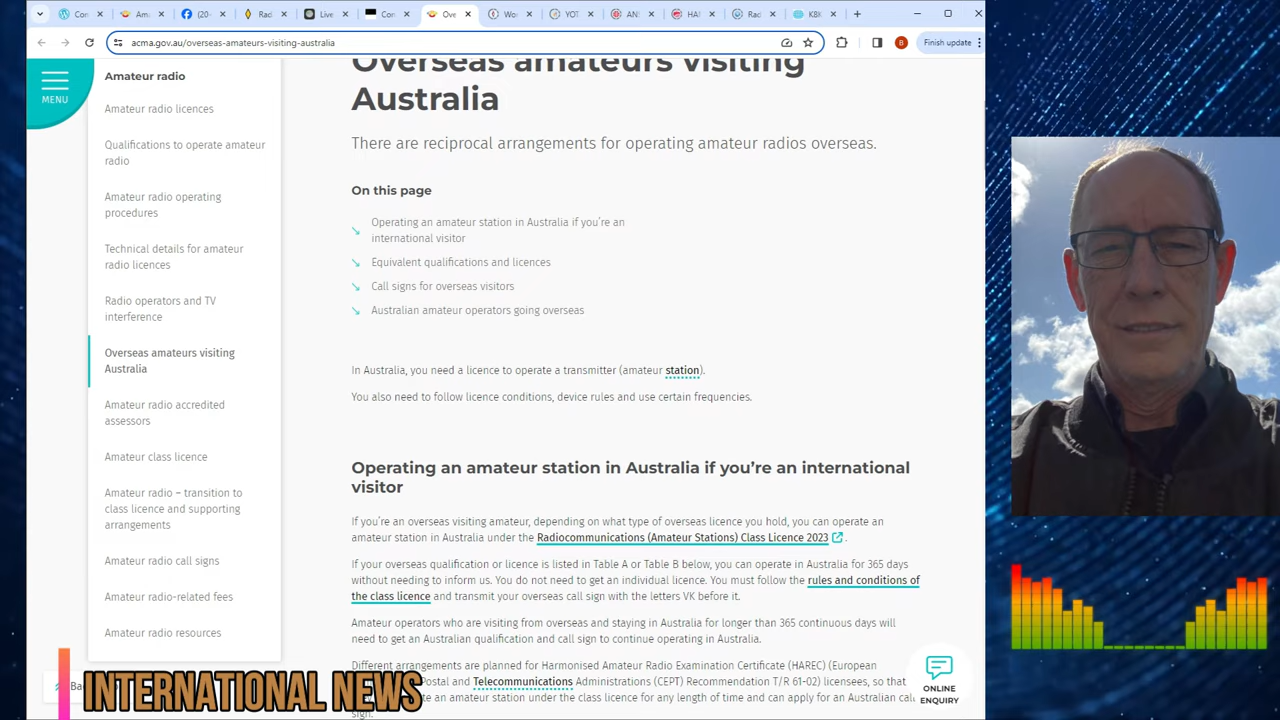 Co
Ama
(20+
Rad
Live
Con
Ove
Wo
YOT
ANS
HAI
Rad
K8K
acma.gov.au/overseas-amateurs-visiting-australia
B
Finish update
MENU
Amateur radio
Amateur radio licences
Qualifications to operate amateur
radio
Amateur radio operating
procedures
Technical details for amateur
radio licences
Radio operators and TV
interference
Overseas amateurs visiting
Australia
Amateur radio accredited
assessors
Amateur class licence
Amateur radio – transition to
class licence and supporting
arrangements
Amateur radio call signs
Amateur radio-related fees
Amateur radio resources
Overseas amateurs visiting
Australia
There are reciprocal arrangements for operating amateur radios overseas.
On this page
Operating an amateur station in Australia if you’re an
international visitor
Equivalent qualifications and licences
Call signs for overseas visitors
Australian amateur operators going overseas
In Australia, you need a licence to operate a transmitter (amateur station).
You also need to follow licence conditions, device rules and use certain frequencies.
Operating an amateur station in Australia if you’re an international
visitor
If you’re an overseas visiting amateur, depending on what type of overseas licence you hold, you can operate an
amateur station in Australia under the Radiocommunications (Amateur Stations) Class Licence 2023 .
If your overseas qualification or licence is listed in Table A or Table B below, you can operate in Australia for 365 days
without needing to inform us. You do not need to get an individual licence. You must follow the rules and conditions of
the class licence and transmit your overseas call sign with the letters VK before it.
Amateur operators who are visiting from overseas and staying in Australia for longer than 365 continuous days will
need to get an Australian qualification and call sign to continue operating in Australia.
Different arrangements are planned for Harmonised Amateur Radio Examination Certificate (HAREC) (European
Postal and Telecommunications Administrations (CEPT) Recommendation T/R 61-02) licensees, so that
an amateur station under the class licence for any length of time and can apply for an Australian call
sign.
Ba
INTERNATIONAL NEWS
ONLINE
ENQUIRY